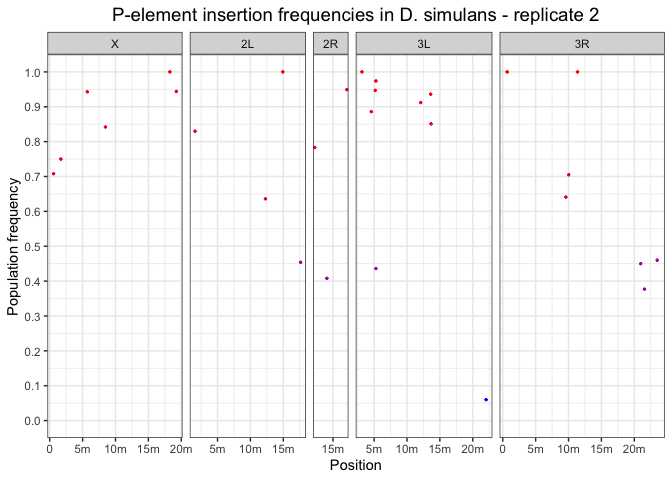 P-element insertion frequencies in D. simulans - replicate 2
X 2L 2R 3L 3R
Population frequency
1.0
0.9
0.8
0.7
0.6
0.5
0.4
0.3
0.2
0.1
0.0
0 5m 10m 15m 20m 5m 10m 15m 15m 5m 10m 15m 20m 0 5m 10m 15m 20m
Position